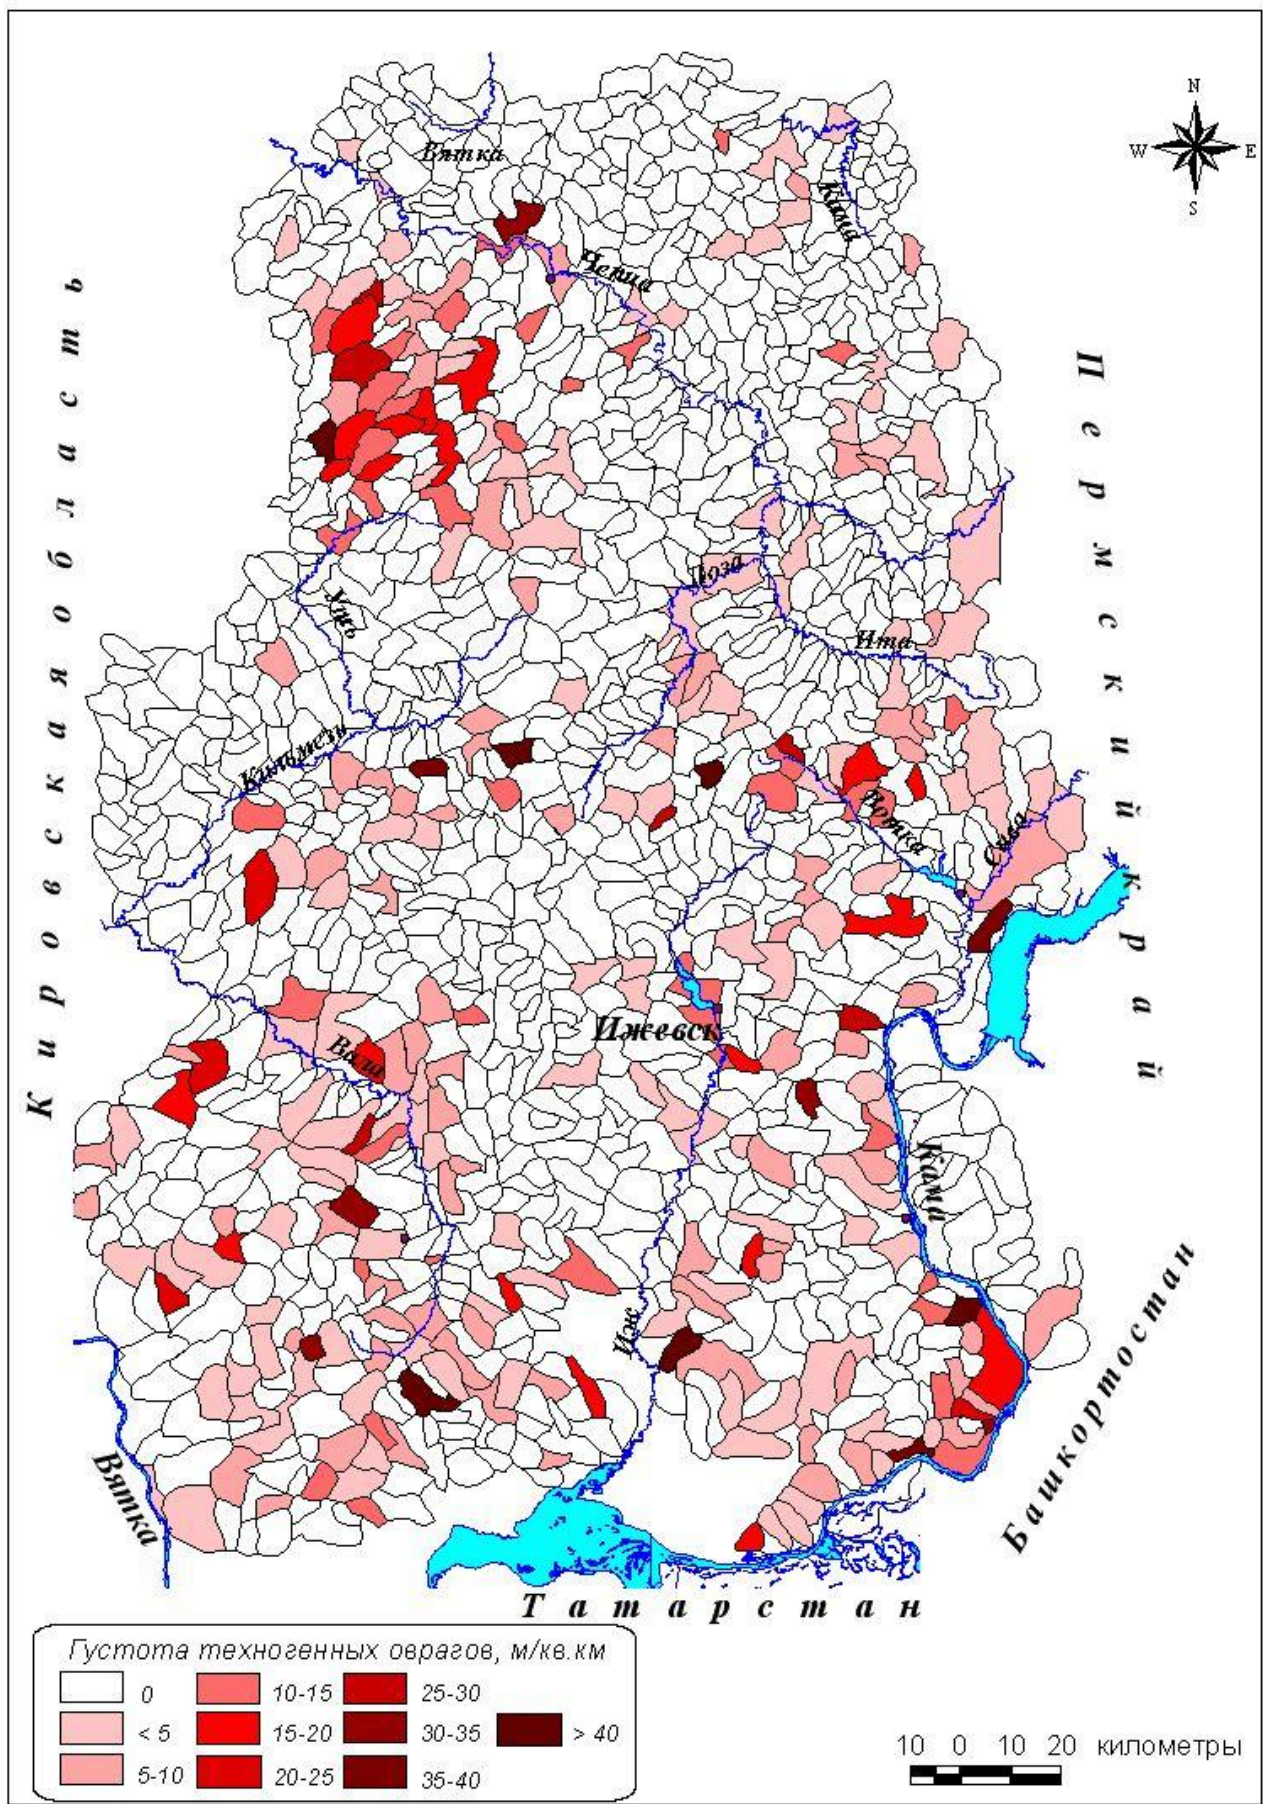 N
W E
S
Вятка
Кама
Чепца
Кировская область
Пермский край
Лоза
Ита
Уть
Кильмезь
Вотка
Сива
Ижевск
Вала
Кама
Иж
Башкортостан
Вятка
Татарстан
Густота техногенных оврагов, м/кв.км
0 10-15 25-30
< 5 15-20 30-35 > 40
5-10 20-25 35-40
10 0 10 20 километры